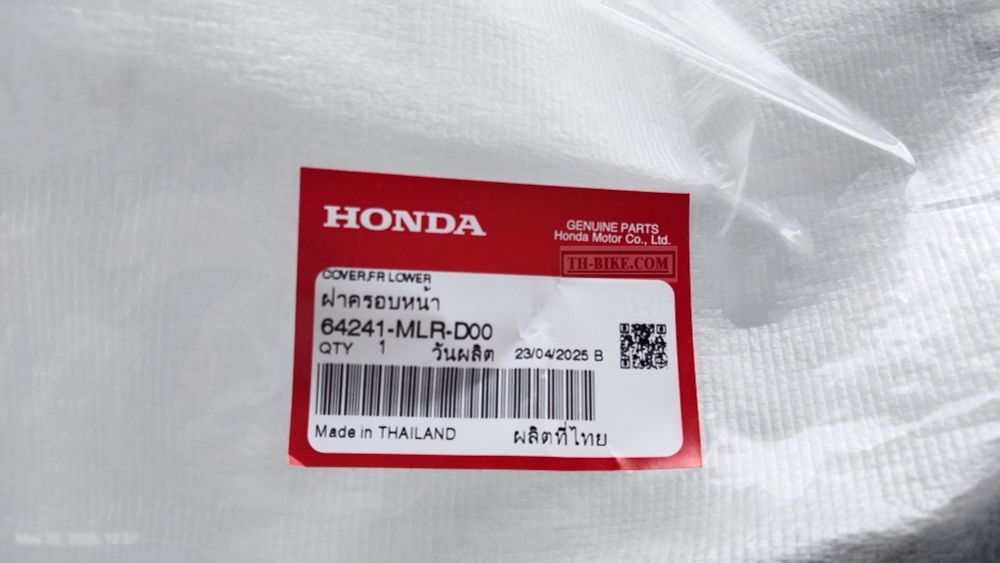 HONDA
GENUINE PARTS
Honda Motor Co., Ltd.
TH-BIKE.COM
COVER,FR LOWER
ฝาครอบหน้า
64241-MLR-D00
QTY 1 วันผลิต 23/04/2025 B
Made in THAILAND ผลิตที่ไทย